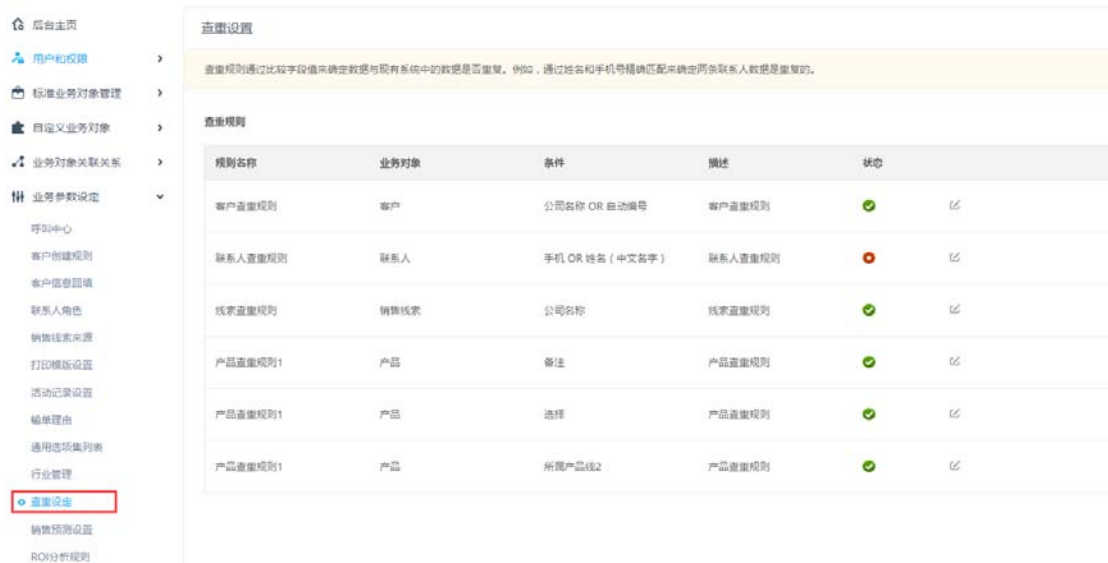 后台主页
用户和权限
标准业务对象管理
自定义业务对象
业务对象关联关系
业务参数设定
呼叫中心
客户创建规则
客户信息回填
联系人角色
销售线索来源
打印模版设置
活动记录设置
输单理由
通用选项集列表
行业管理
查重设定
销售预测设置
ROI分析规则
查重设置
查重规则通过比较字段值来确定数据与现有系统中的数据是否重复。例如，通过姓名和手机号精确匹配来确定两条联系人数据是重复的。
查重规则
规则名称 业务对象 条件 描述 状态
客户查重规则 客户 公司名称 OR 自动编号 客户查重规则
联系人查重规则 联系人 手机 OR 姓名（中文名字） 联系人查重规则
线索查重规则 销售线索 公司名称 线索查重规则
产品查重规则1 产品 备注 产品查重规则
产品查重规则1 产品 选择 产品查重规则
产品查重规则1 产品 所属产品线2 产品查重规则